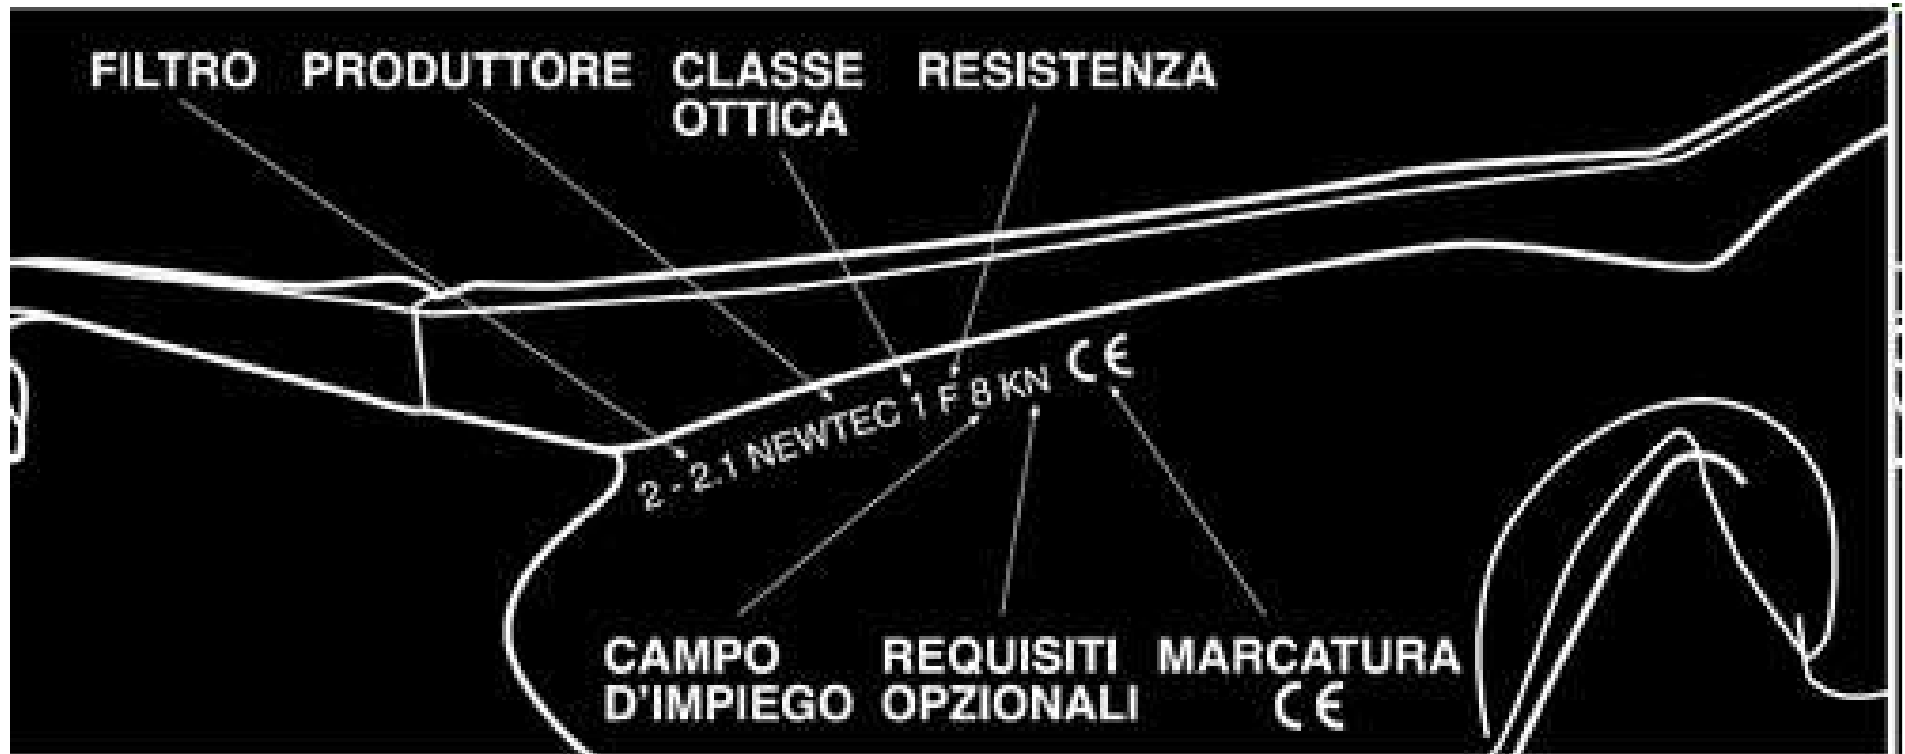 FILTRO PRODUTTORE CLASSE OTTICA RESISTENZA
2 - 2.1 NEWTEC 1 F 8 KN CE
CAMPO D'IMPIEGO REQUISITI OPZIONALI MARCATURA CE